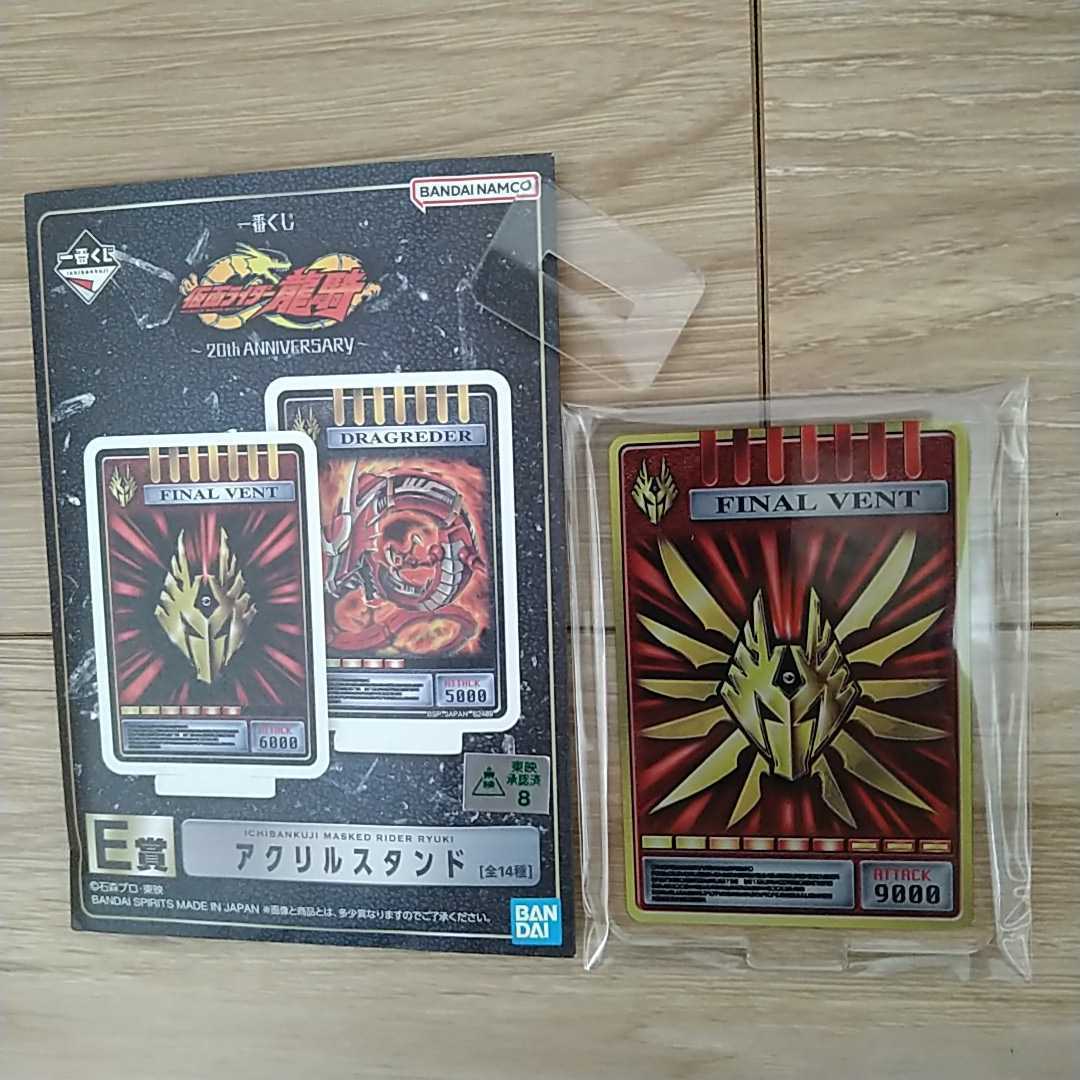 BANDAI NAMCO
一番くじ
一番くじ
ichibankuji
仮面ライダー龍騎
~20th ANNIVERSARY~
DRAGREDER
FINAL VENT
ATTACK
5000
ATTACK
6000
東映
承認済
8
E賞
ICHIBANKUJI MASKED RIDER RYUKI
アクリルスタンド
[全14種]
©石森プロ・東映
BANDAI SPIRITS MADE IN JAPAN ※画像と商品とは、多少異なりますのでご了承ください。
BAN
DAI
FINAL VENT
ATTACK
9000